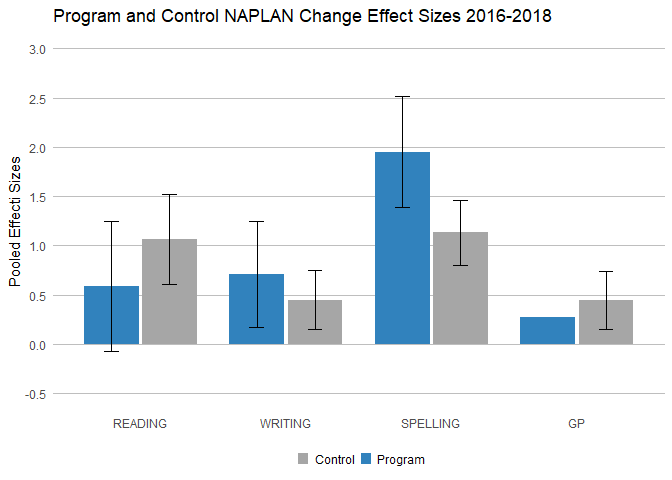 Program and Control NAPLAN Change Effect Sizes 2016-2018
Pooled Effecti Sizes
3.0
2.5
2.0
1.5
1.0
0.5
0.0
-0.5
READING WRITING SPELLING GP
Control Program